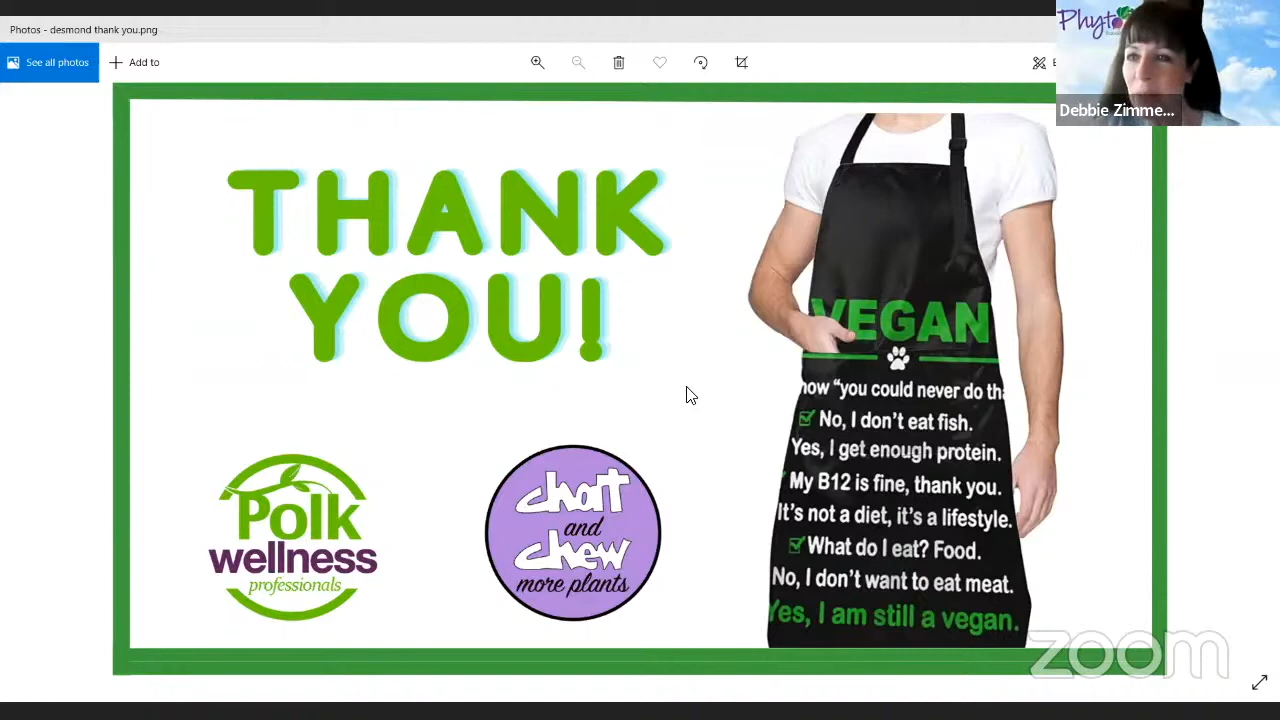 Photos - desmond thank you.png
See all photos
Add to
Phyto
Debbie Zimme...
THANK
YOU!
VEGAN
"you could never do
No, I don't eat fish.
Yes, I get enough protein.
My B12 is fine, thank you.
It's not a diet, it's a lifestyle.
What do I eat? Food.
No, I don't want to eat meat.
Yes, I am still a vegan.
Polk
wellness
professionals
chatt
and
chew
more plants
zoom